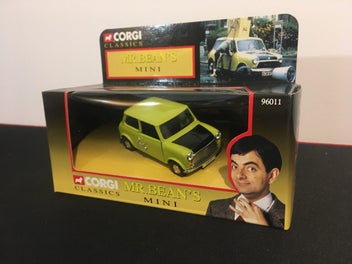 CORGI
CLASSICS
MR.BEAN'S
MINI
96011
CORGI
CLASSICS
MR.BEAN'S
MINI